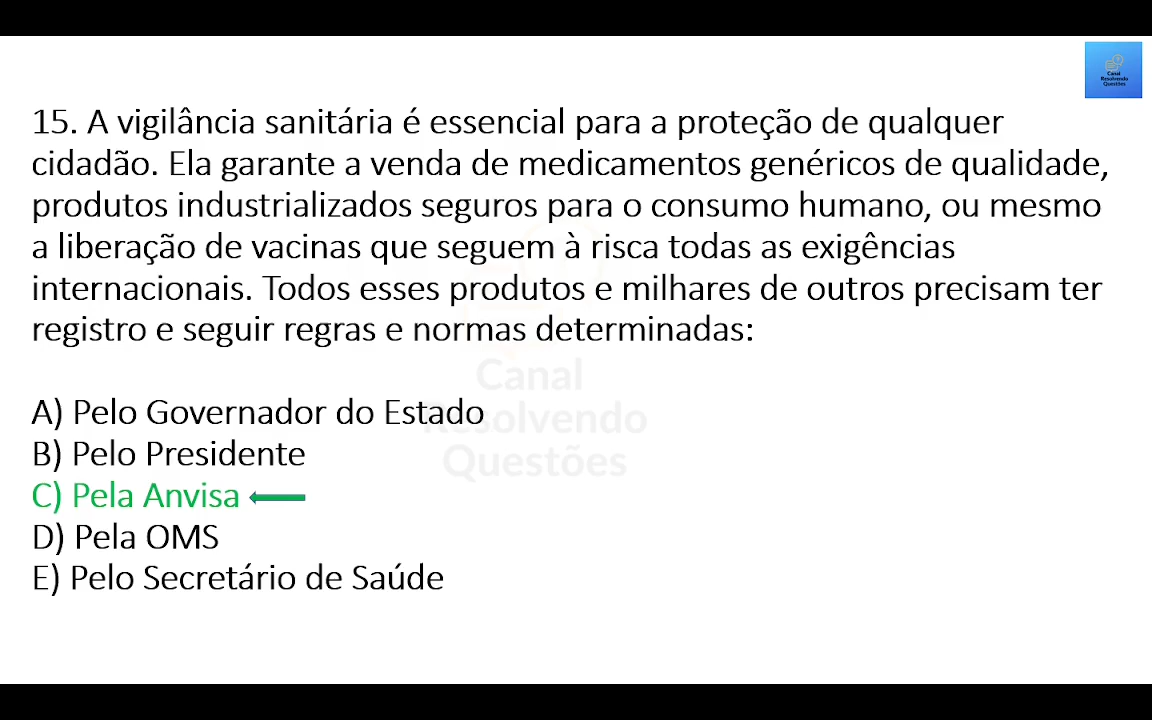 Canal
Resolvendo
Questões
15. A vigilância sanitária é essencial para a proteção de qualquer
cidadão. Ela garante a venda de medicamentos genéricos de qualidade,
produtos industrializados seguros para o consumo humano, ou mesmo
a liberação de vacinas que seguem à risca todas as exigências
internacionais. Todos esses produtos e milhares de outros precisam ter
registro e seguir regras e normas determinadas:
Canal
Resolvendo
Questões
A) Pelo Governador do Estado
B) Pelo Presidente
C) Pela Anvisa
D) Pela OMS
E) Pelo Secretário de Saúde